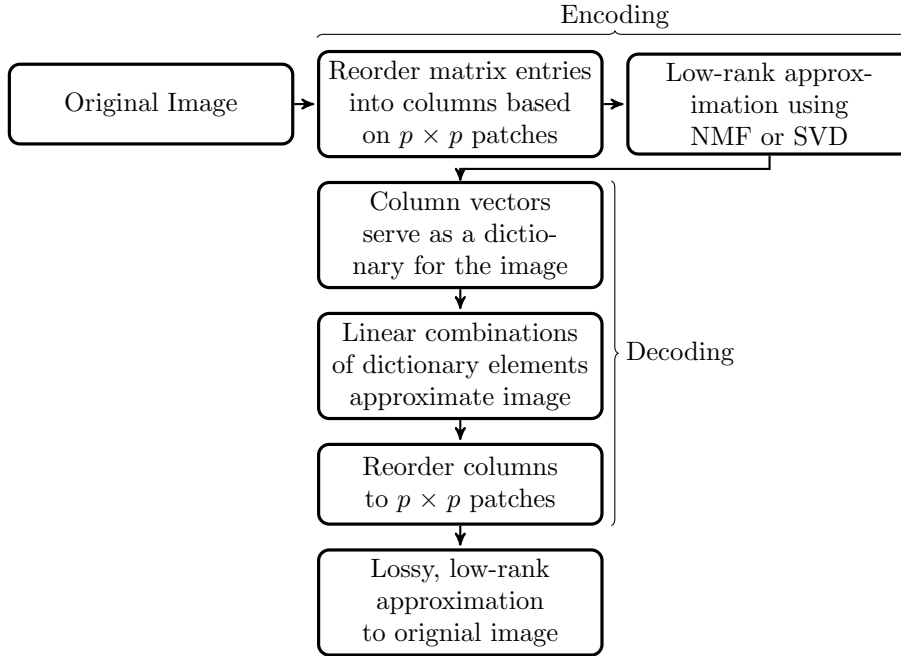 Encoding
Original Image
Reorder matrix entries
into columns based
on p × p patches
Low-rank approx-
imation using
NMF or SVD
Column vectors
serve as a dictio-
nary for the image
Linear combinations
of dictionary elements
approximate image
Decoding
Reorder columns
to p × p patches
Lossy, low-rank
approximation
to orignial image